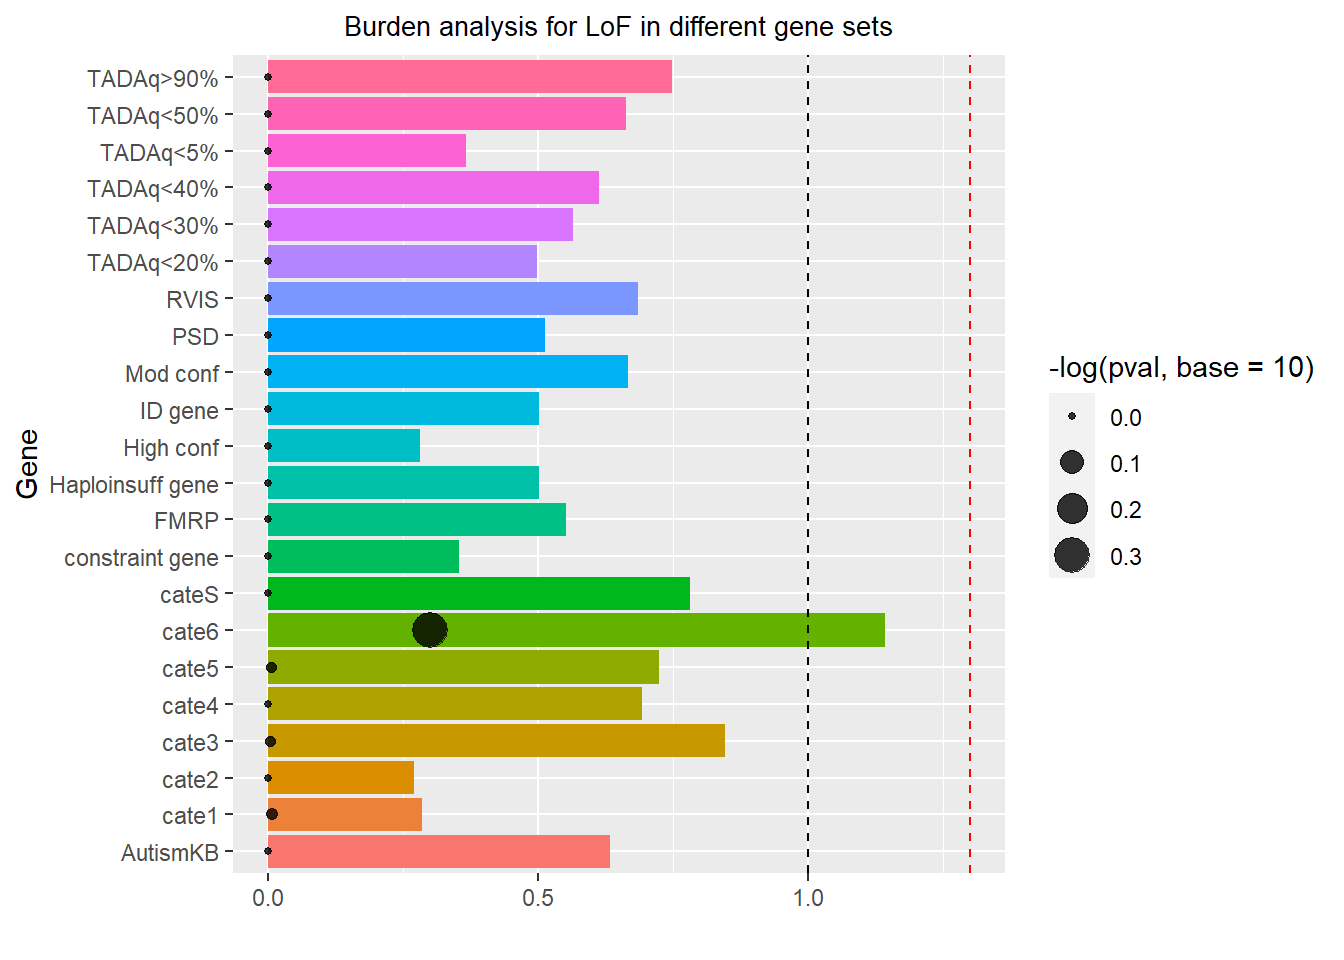 Burden analysis for LoF in different gene sets
Gene
TADAq>90%
TADAq<50%
TADAq<5%
TADAq<40%
TADAq<30%
TADAq<20%
RVIS
PSD
Mod conf
ID gene
High conf
Haploinsuff gene
FMRP
constraint gene
cateS
cate6
cate5
cate4
cate3
cate2
cate1
AutismKB
0.0 0.5 1.0
-log(pval, base = 10)
0.0
0.1
0.2
0.3